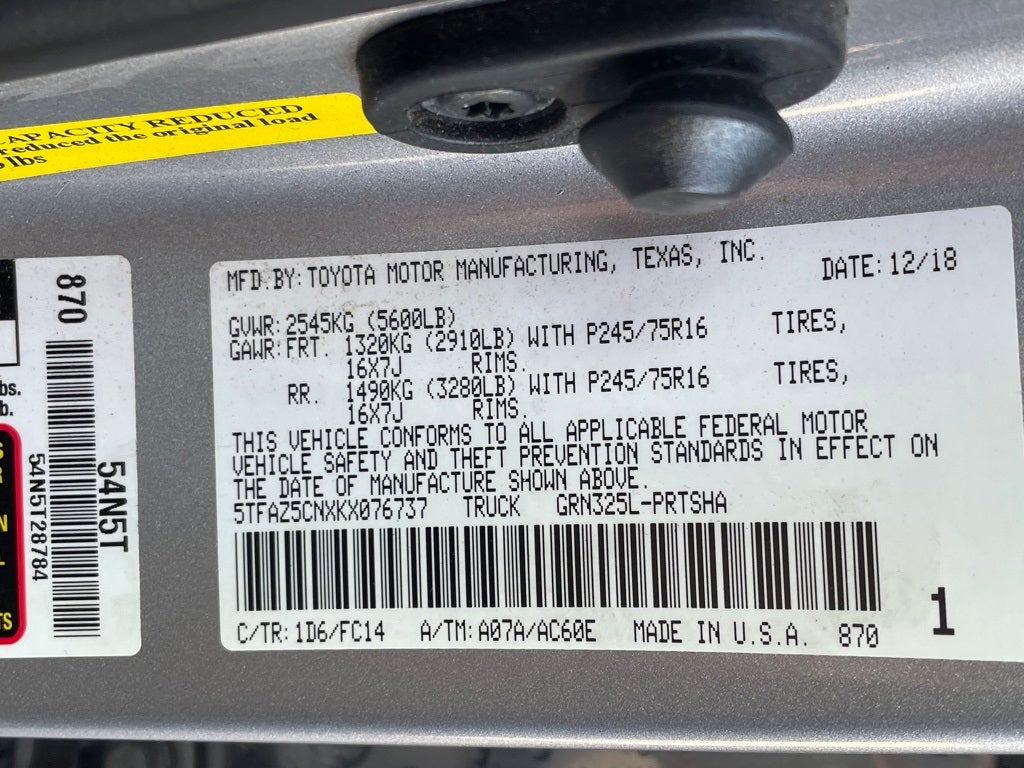 CAPACITY REDUCED
reduced the original load
lbs
870
54N5T
54N5T28784
bs.
b.
MFD.BY: TOYOTA MOTOR MANUFACTURING, TEXAS, INC. DATE: 12/18
GVWR: 2545KG (5600LB)
GAWR: FRT. 1320KG (2910LB) WITH P245/75R16 TIRES,
16X7J RIMS.
RR. 1490KG (3280LB) WITH P245/75R16 TIRES,
16X7J RIMS.
THIS VEHICLE CONFORMS TO ALL APPLICABLE FEDERAL MOTOR
VEHICLE SAFETY AND THEFT PREVENTION STANDARDS IN EFFECT ON
THE DATE OF MANUFACTURE SHOWN ABOVE.
5TFAZ5CNXKX076737 TRUCK GRN325L-PRTSHA
C/TR: 1D6/FC14 A/TM: A07A/AC60E MADE IN U.S.A. 870
1